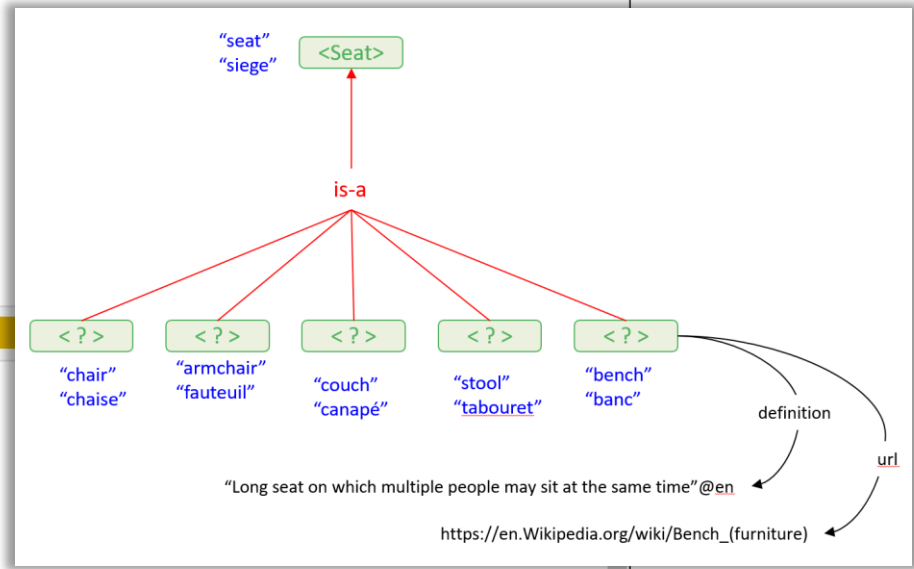 “seat”
“siege”
<Seat>
is-a
< ? >
< ? >
< ? >
< ? >
< ? >
“chair”
“chaise”
“armchair”
“fauteuil”
“couch”
“canapé”
“stool”
“tabouret”
“bench”
“banc”
definition
url
“Long seat on which multiple people may sit at the same time”@en
https://en.Wikipedia.org/wiki/Bench_(furniture)